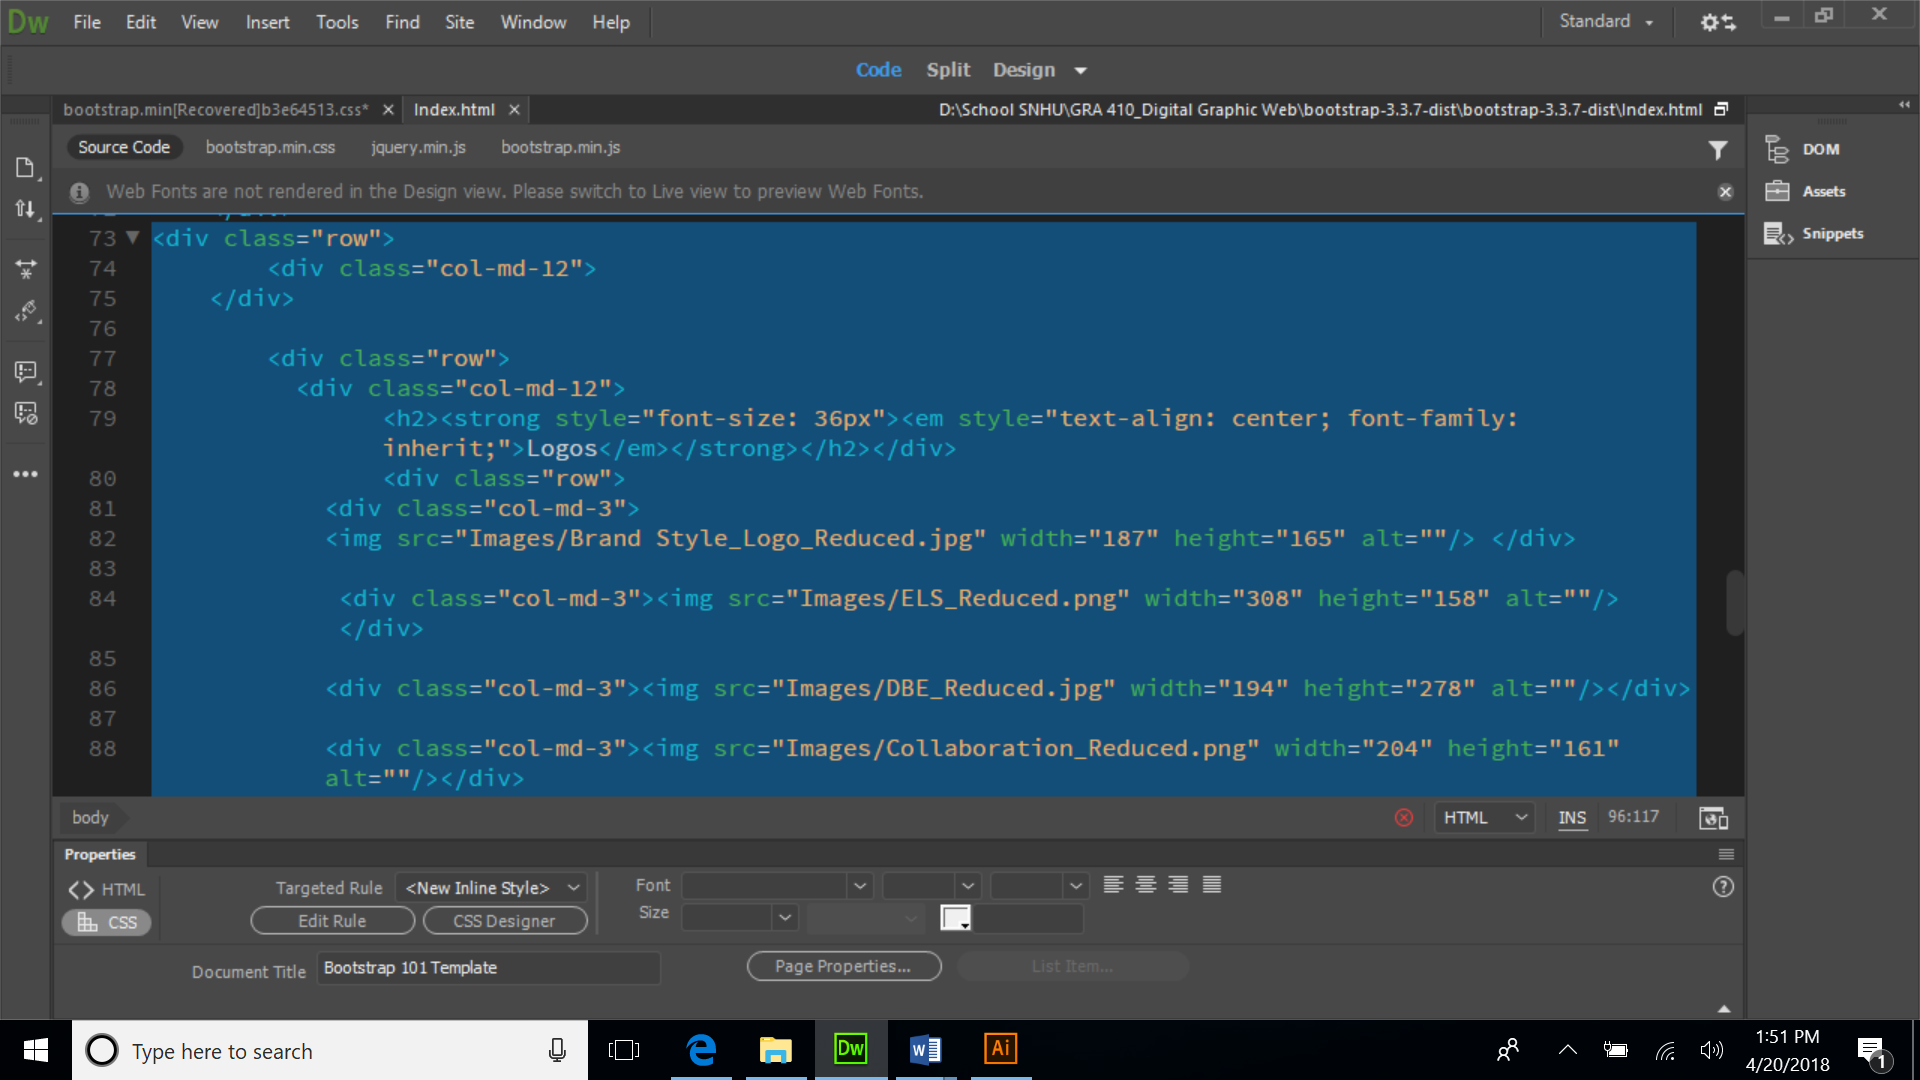 Dw File Edit View Insert Tools Find Site Window Help Standard
Code Split Design
bootstrap.min[Recovered]b3e64513.css* Index.html D:\School SNHU\GRA 410_Digital Graphic Web\bootstrap-3.3.7-dist\bootstrap-3.3.7-dist\Index.html
Source Code bootstrap.min.css jquery.min.js bootstrap.min.js
Web Fonts are not rendered in the Design view. Please switch to Live view to preview Web Fonts.
DOM
Assets
Snippets
73 <div class="row">
74 <div class="col-md-12">
75 </div>
76
77 <div class="row">
78 <div class="col-md-12">
79 <h2><strong style="font-size: 36px"><em style="text-align: center; font-family:
inherit;">Logos</em></strong></h2></div>
80 <div class="row">
81 <div class="col-md-3">
82 <img src="Images/Brand Style_Logo_Reduced.jpg" width="187" height="165" alt=""/> </div>
83
84 <div class="col-md-3"><img src="Images/ELS_Reduced.png" width="308" height="158" alt=""/>
</div>
85
86 <div class="col-md-3"><img src="Images/DBE_Reduced.jpg" width="194" height="278" alt=""/></div>
87
88 <div class="col-md-3"><img src="Images/Collaboration_Reduced.png" width="204" height="161"
alt=""/></div>
body HTML INS 96:117
Properties
HTML Targeted Rule <New Inline Style> Font
CSS Edit Rule CSS Designer Size
Document Title Bootstrap 101 Template Page Properties... List Item...
Type here to search
Dw
W
Ai
1:51 PM
4/20/2018
1